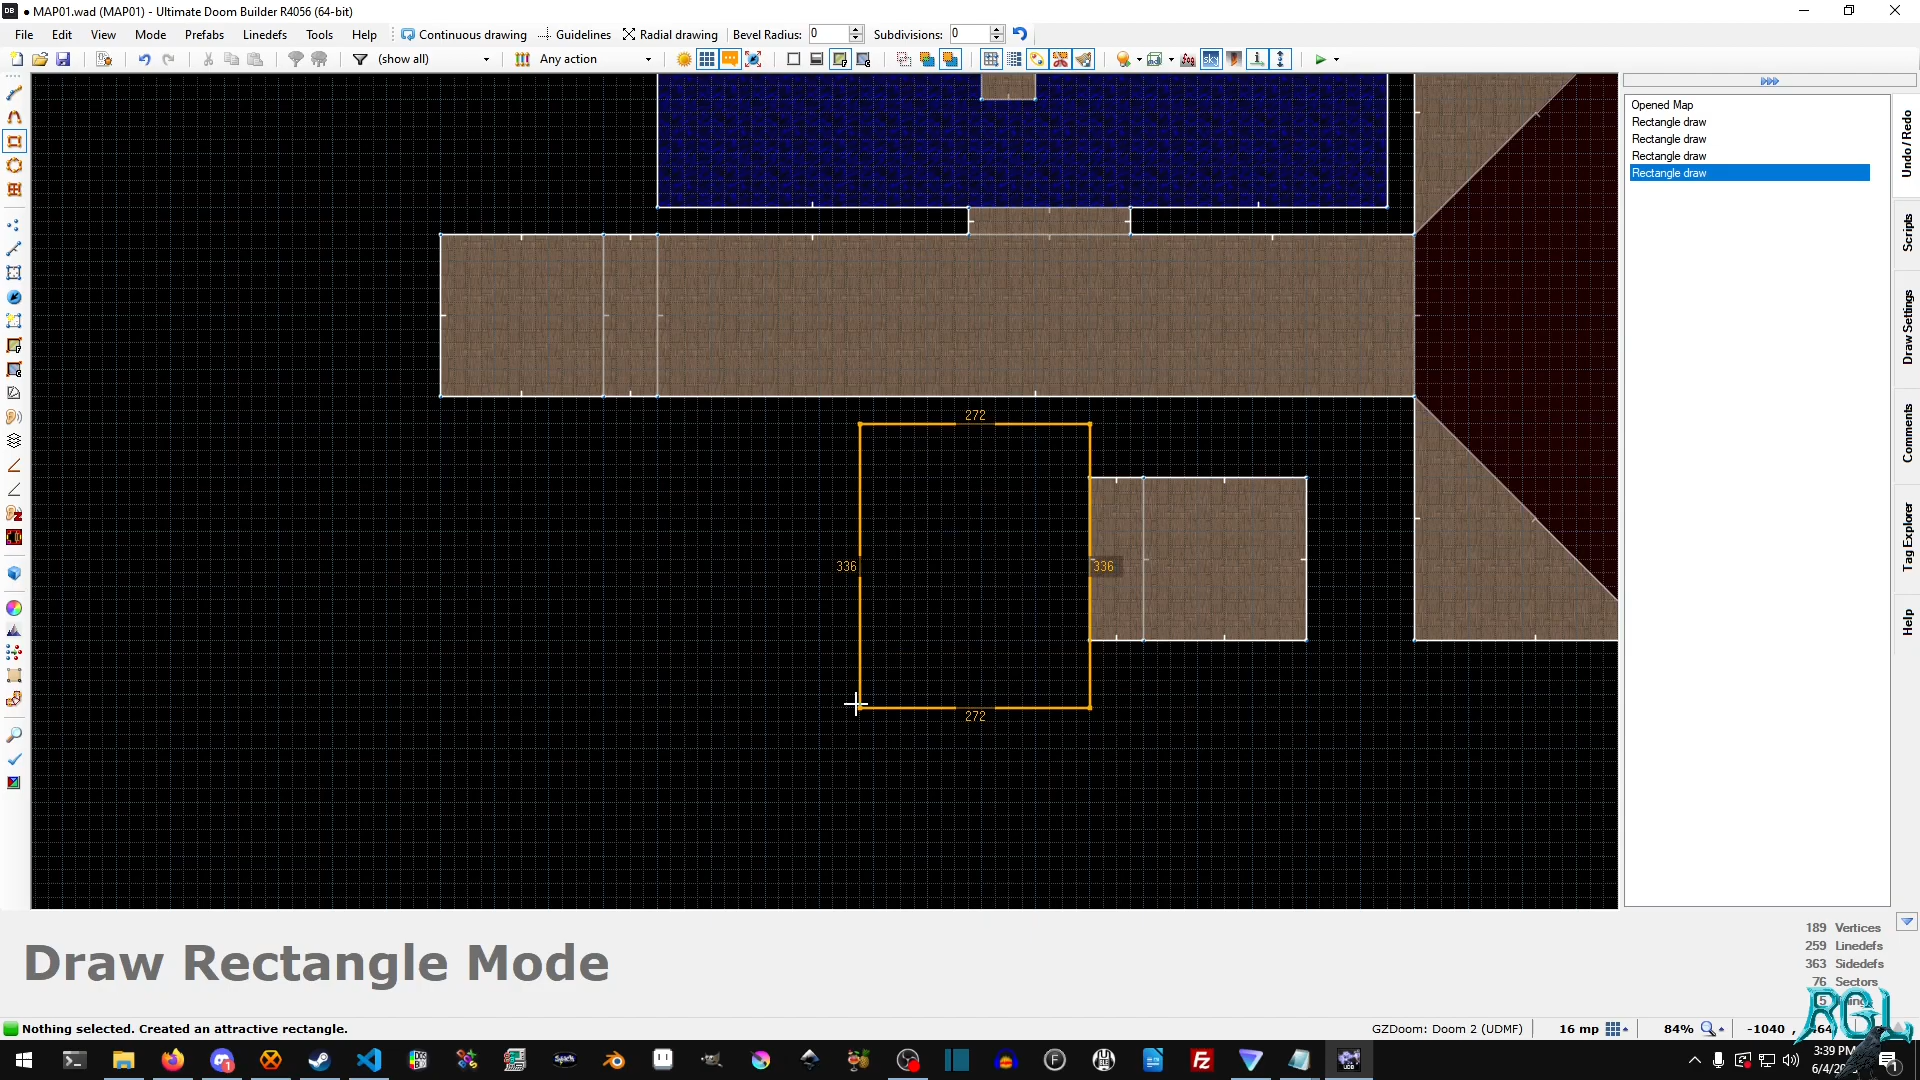 MAP01.wad (MAP01) - Ultimate Doom Builder R4056 (64-bit)
File Edit View Mode Prefabs Linedefs Tools Help Continuous drawing Guidelines Radial drawing Bevel Radius: 0 Subdivisions: 0
(show all) Any action
Opened Map
Rectangle draw
Rectangle draw
Rectangle draw
Rectangle draw
Undo / Redo
Scripts
Draw Settings
Comments
Tag Explorer
Help
272
336
336
272
Draw Rectangle Mode
189 Vertices
259 Linedefs
363 Sidedefs
76 Sectors
RGL
Nothing selected. Created an attractive rectangle.
GZDoom: Doom 2 (UDMF) 16 mp 84% -1040 ,
3:39 PM